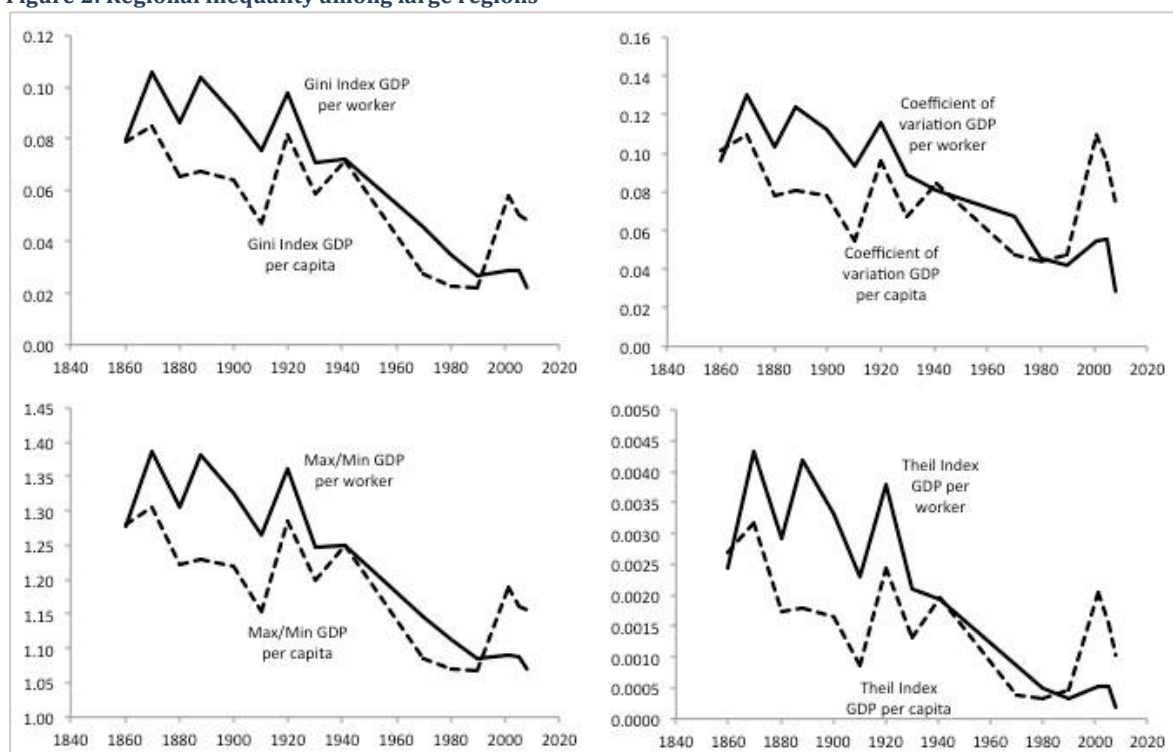 Figure 2. Regional inequality among large regions
0.12
0.10
0.08
0.06
0.04
0.02
0.00
1840 1860 1880 1900 1920 1940 1960 1980 2000 2020
Gini Index GDP
per worker
Gini Index GDP
per capita
0.16
0.14
0.12
0.10
0.08
0.06
0.04
0.02
0.00
1840 1860 1880 1900 1920 1940 1960 1980 2000 2020
Coefficient of
variation GDP
per worker
Coefficient of
variation GDP
per capita
1.45
1.40
1.35
1.30
1.25
1.20
1.15
1.10
1.05
1.00
1840 1860 1880 1900 1920 1940 1960 1980 2000 2020
Max/Min GDP
per worker
Max/Min GDP
per capita
0.0050
0.0045
0.0040
0.0035
0.0030
0.0025
0.0020
0.0015
0.0010
0.0005
0.0000
1840 1860 1880 1900 1920 1940 1960 1980 2000 2020
Theil Index
GDP per
worker
Theil Index
GDP per capita